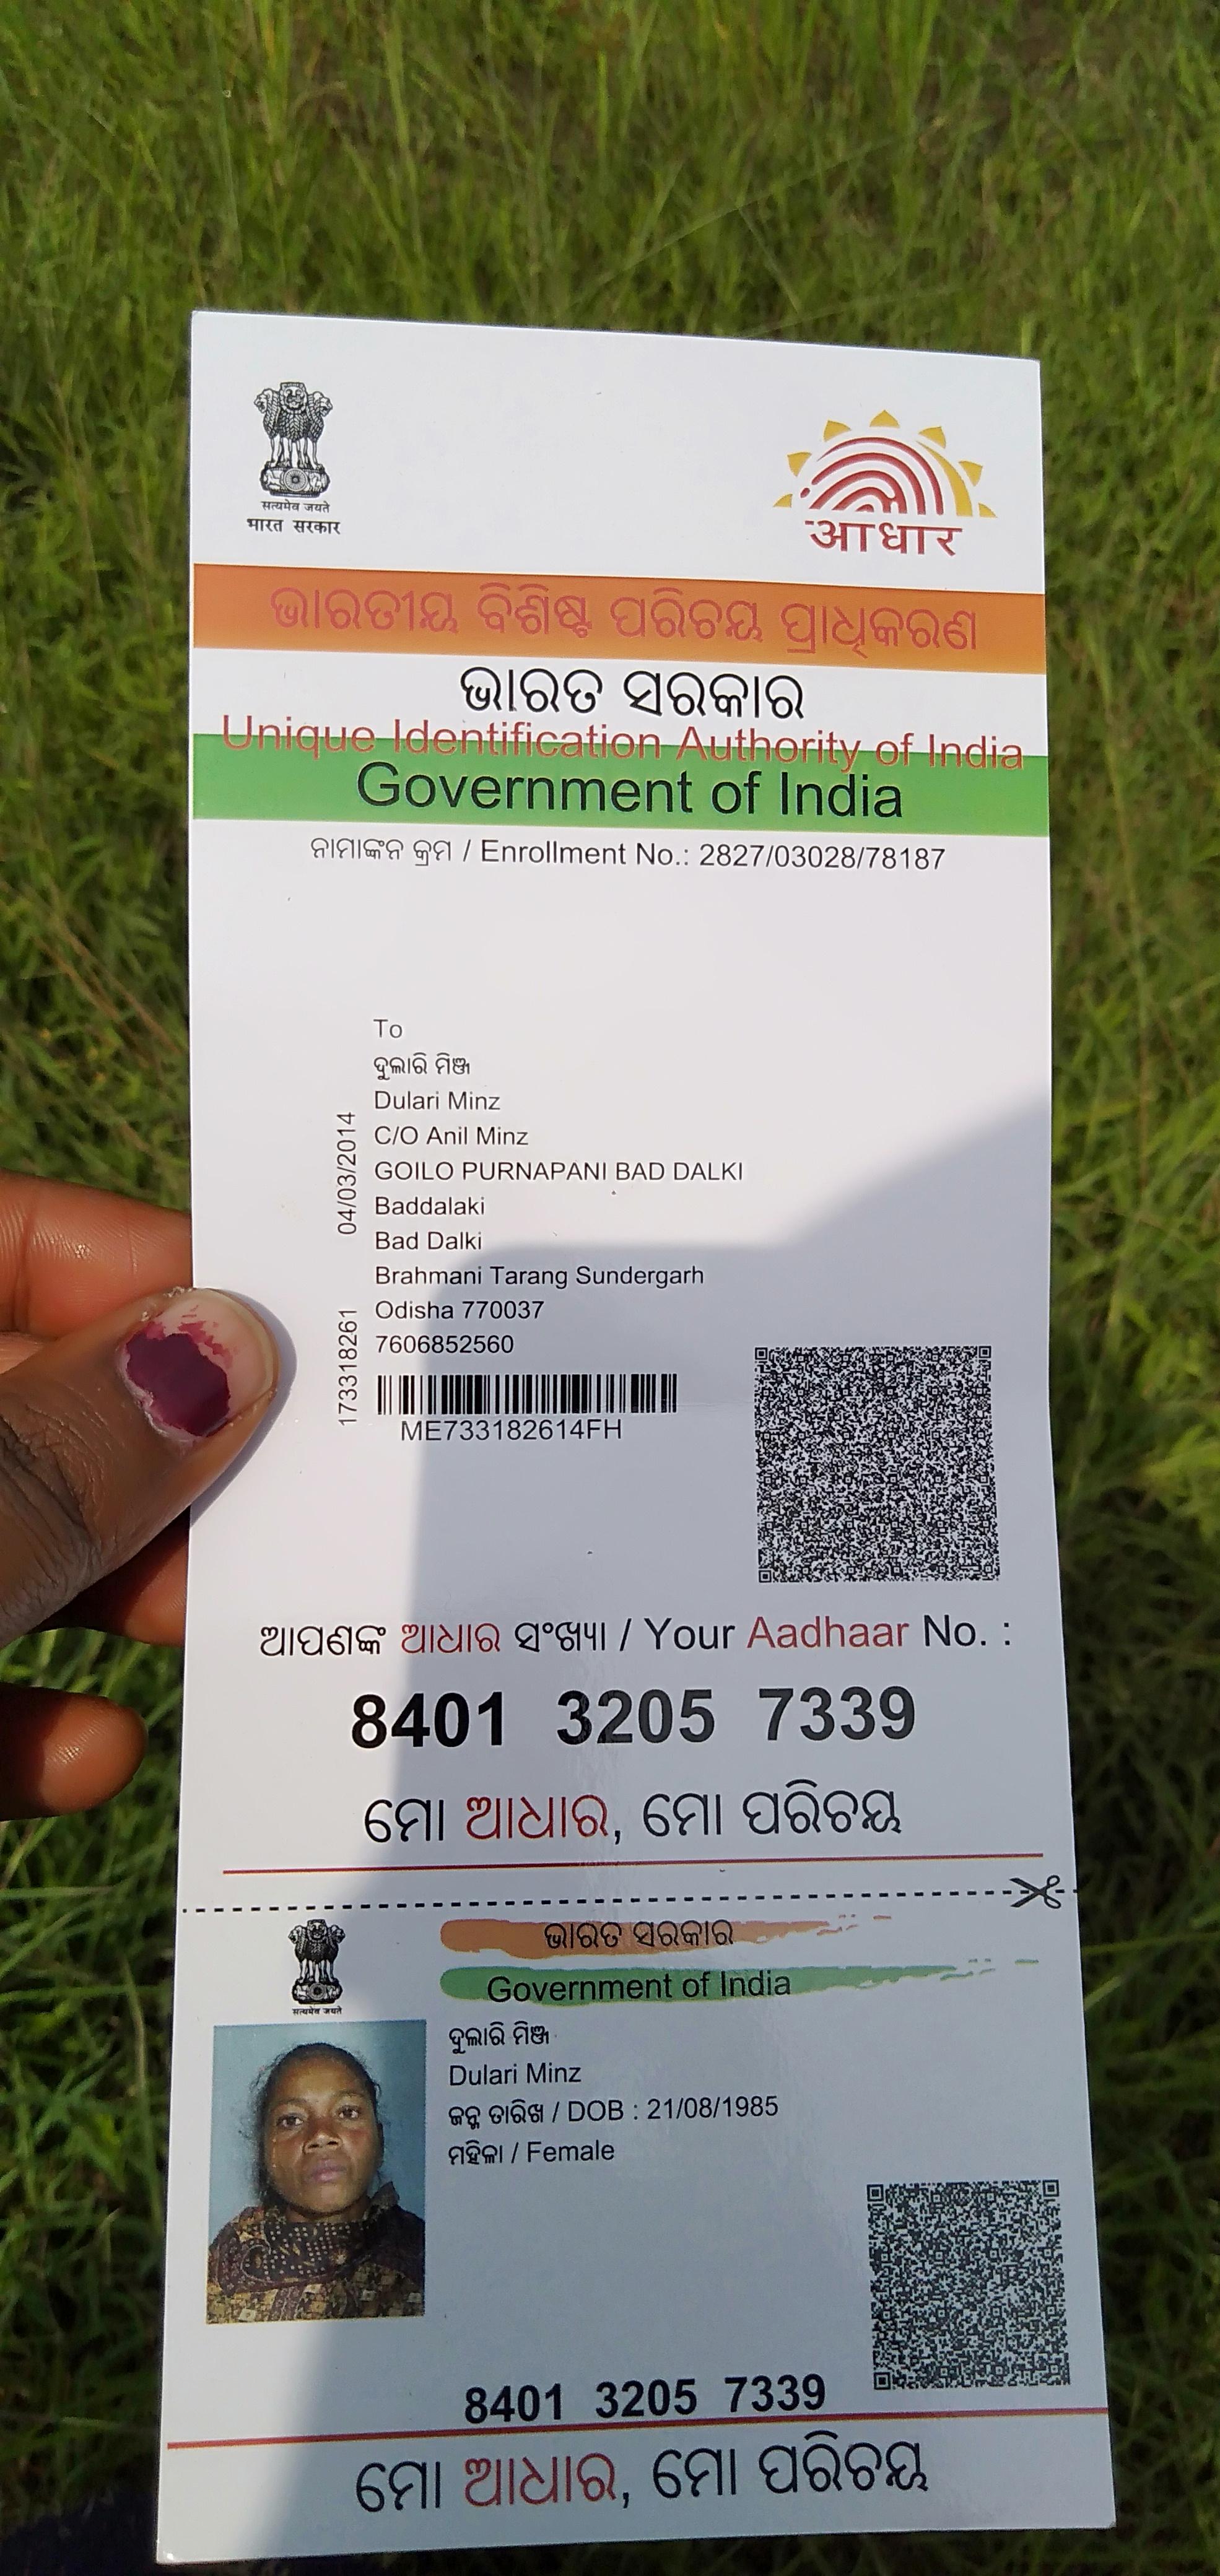 सत्यमेव जयते
भारत सरकार
आधार
ଭାରତୀୟ ବିଶିଷ୍ଟ ପରିଚୟ ପ୍ରାଧିକରଣ
ଭାରତ ସରକାର
Unique Identification Authority of India
Government of India
ନାମାଙ୍କନ କ୍ରମ / Enrollment No.: 2827/03028/78187
To
ଦୁଲାରି ମିଞ୍ଜ
Dulari Minz
C/O Anil Minz
GOILO PURNAPANI BAD DALKI
Baddalaki
Bad Dalki
Brahmani Tarang Sundergarh
Odisha 770037
7606852560
04/03/2014
173318261
ME733182614FH
ଆପଣଙ୍କ ଆଧାର ସଂଖ୍ୟା / Your Aadhaar No. :
8401 3205 7339
ମୋ ଆଧାର, ମୋ ପରିଚୟ
सत्यमेव जयते
ଭାରତ ସରକାର
Government of India
ଦୁଲାରି ମିଞ୍ଜ
Dulari Minz
ଜନ୍ମ ତାରିଖ / DOB : 21/08/1985
ମହିଳା / Female
8401 3205 7339
ମୋ ଆଧାର, ମୋ ପରିଚୟ